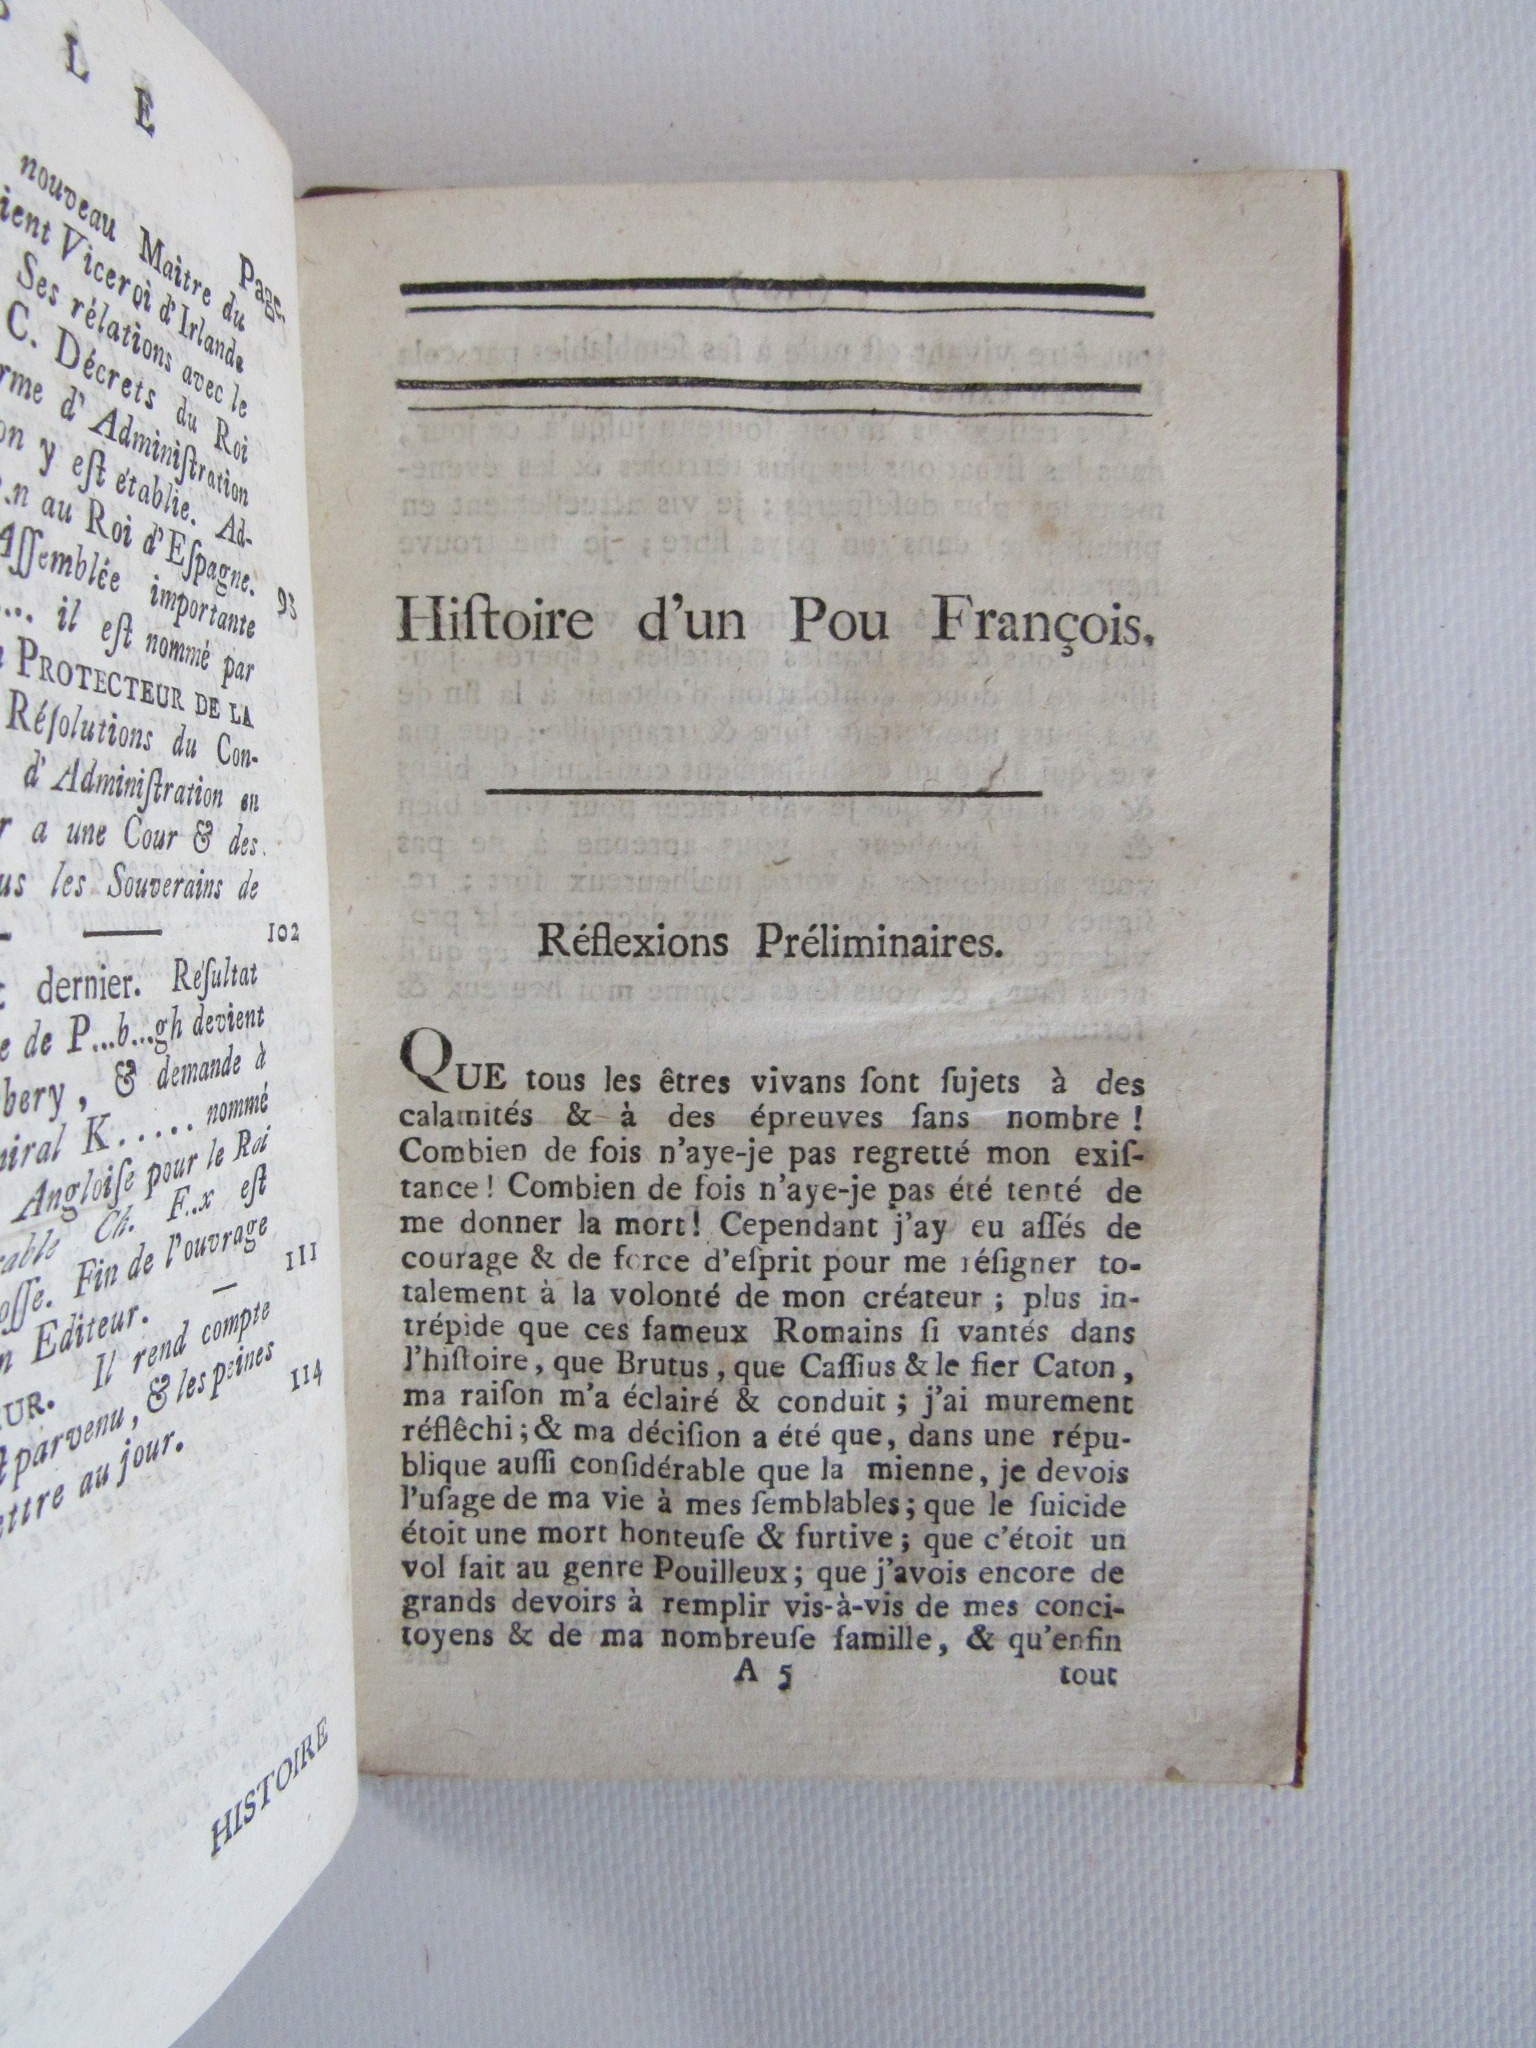 L
E
Pag.
nouveau Maître du
Viceroi d'Irlande
Ses rélations avec le
C. Décrets du Roi
d'Adminiſtration
y eſt établie. Ad-
au Roi d'Eſpagne. 93
Aſſemblée importante
.... il eſt nommé par
PROTECTEUR DE LA
Réſolutions du Con-
d'Adminiſtration en
a une Cour & des
les Souverains de
102
dernier. Réſultat
de P...b...gh devient
& demande à
K...... nommé
Angloiſe pour le Roi
Ch. F..x eſt
Fin de l'ouvrage
111
Editeur.
Il rend compte
parvenu, & les peines
au jour. 114
HISTOIRE
Hiſtoire d'un Pou François.
Réflexions Préliminaires.
QUE tous les êtres vivans ſont ſujets à des
calamités & à des épreuves ſans nombre !
Combien de fois n'aye-je pas regretté mon exiſ-
tance ! Combien de fois n'aye-je pas été tenté de
me donner la mort ! Cependant j'ay eu aſſés de
courage & de force d'eſprit pour me réſigner to-
talement à la volonté de mon créateur ; plus in-
trépide que ces fameux Romains ſi vantés dans
l'hiſtoire, que Brutus, que Caſſius & le fier Caton,
ma raiſon m'a éclairé & conduit ; j'ai murement
réflêchi ; & ma déciſion a été que, dans une répu-
blique auſſi conſidérable que la mienne, je devois
l'uſage de ma vie à mes ſemblables ; que le ſuicide
étoit une mort honteuſe & furtive ; que c'étoit un
vol fait au genre Pouilleux ; que j'avois encore de
grands devoirs à remplir vis-à-vis de mes conci-
toyens & de ma nombreuſe famille, & qu'enfin
A 5 tout